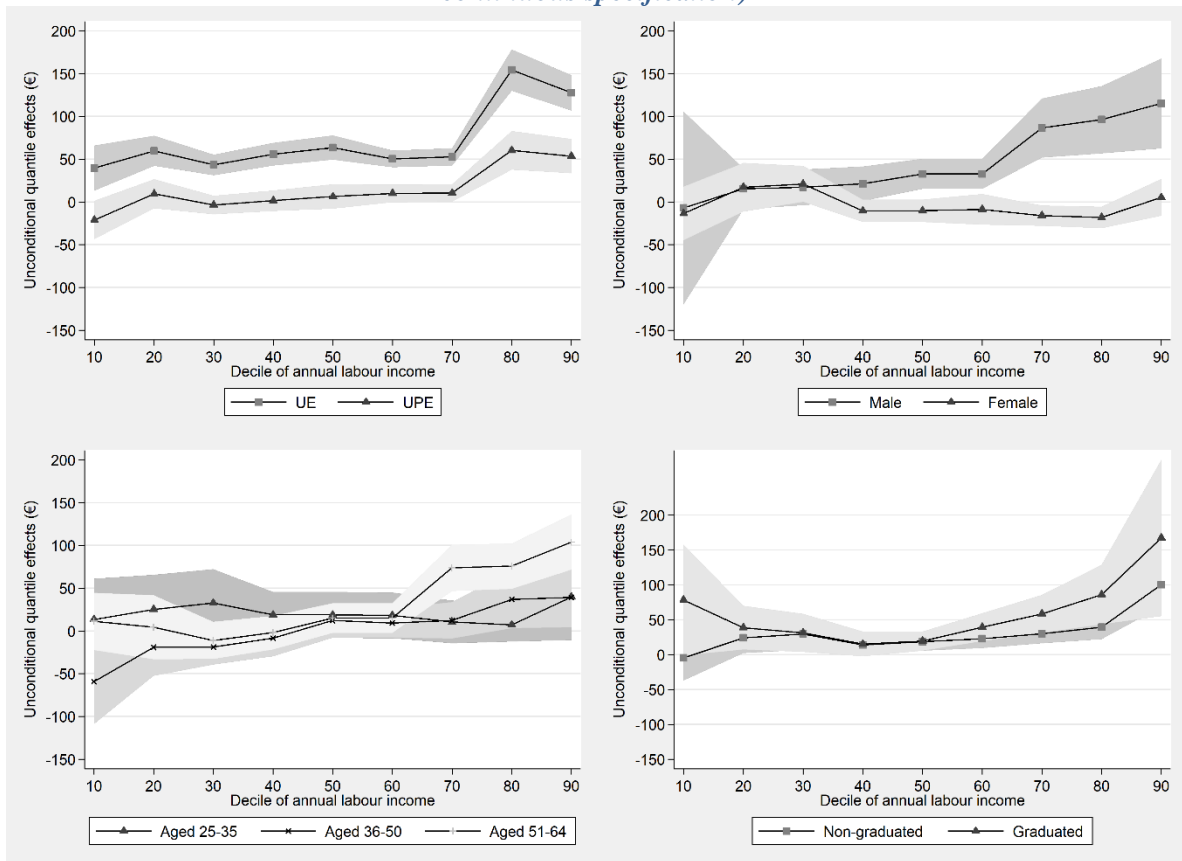 continuous specification)
200
150
100
50
0
-50
-100
-150
Unconditional quantile effects (€)
10 20 30 40 50 60 70 80 90
Decile of annual labour income
UE UPE
200
150
100
50
0
-50
-100
-150
Unconditional quantile effects (€)
10 20 30 40 50 60 70 80 90
Decile of annual labour income
Male Female
200
150
100
50
0
-50
-100
-150
Unconditional quantile effects (€)
10 20 30 40 50 60 70 80 90
Decile of annual labour income
Aged 25-35 Aged 36-50 Aged 51-64
200
150
100
50
0
-50
-100
-150
Unconditional quantile effects (€)
10 20 30 40 50 60 70 80 90
Decile of annual labour income
Non-graduated Graduated